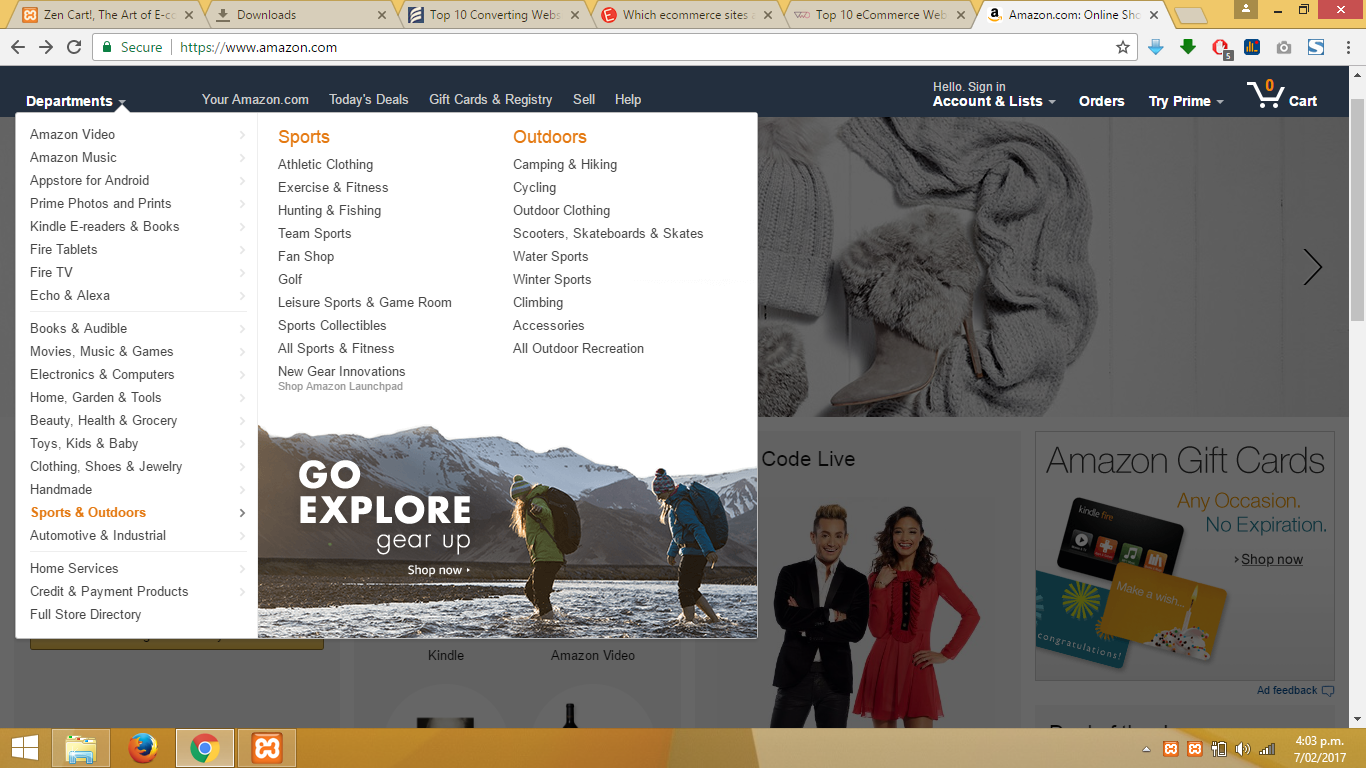 Zen Cart!, The Art of E-co
Downloads
Top 10 Converting Webs
Which ecommerce sites A
Top 10 eCommerce Web
Amazon.com: Online Sho
Secure
https://www.amazon.com
5
Departments
Your Amazon.com
Today's Deals
Gift Cards & Registry
Sell
Help
Hello. Sign in
Account & Lists
Orders
Try Prime
0
Cart
Amazon Video
Amazon Music
Appstore for Android
Prime Photos and Prints
Kindle E-readers & Books
Fire Tablets
Fire TV
Echo & Alexa
Books & Audible
Movies, Music & Games
Electronics & Computers
Home, Garden & Tools
Beauty, Health & Grocery
Toys, Kids & Baby
Clothing, Shoes & Jewelry
Handmade
Sports & Outdoors
Automotive & Industrial
Home Services
Credit & Payment Products
Full Store Directory
Sports
Athletic Clothing
Exercise & Fitness
Hunting & Fishing
Team Sports
Fan Shop
Golf
Leisure Sports & Game Room
Sports Collectibles
All Sports & Fitness
New Gear Innovations
Shop Amazon Launchpad
Outdoors
Camping & Hiking
Cycling
Outdoor Clothing
Scooters, Skateboards & Skates
Water Sports
Winter Sports
Climbing
Accessories
All Outdoor Recreation
GO
EXPLORE
gear up
Shop now
Kindle
Amazon Video
Code Live
Amazon Gift Cards
Any Occasion.
No Expiration.
Shop now
kindle fire
Make a wish...
congratulations!
Ad feedback
4:03 p.m.
7/02/2017